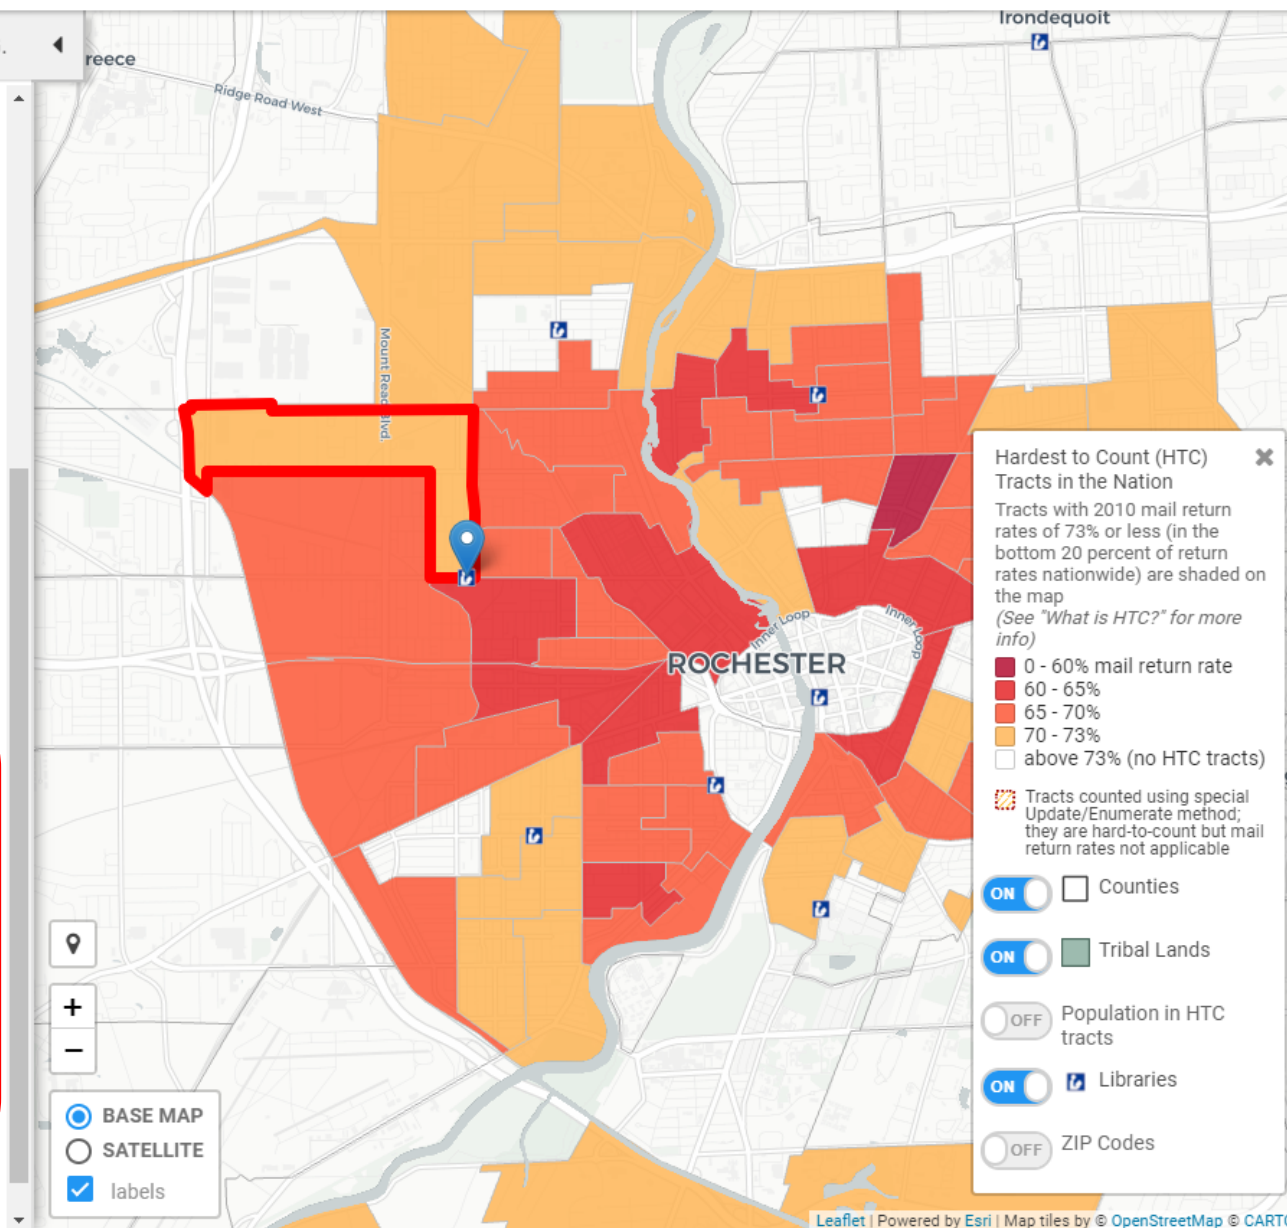 Irondequoit
reece
Ridge Road West
Mount Read Blvd.
Inner Loop
Inner Loop
ROCHESTER
Hardest to Count (HTC)
Tracts in the Nation
Tracts with 2010 mail return
rates of 73% or less (in the
bottom 20 percent of return
rates nationwide) are shaded on
the map
(See "What is HTC?" for more
info)
0 - 60% mail return rate
60 - 65%
65 - 70%
70 - 73%
above 73% (no HTC tracts)
Tracts counted using special
Update/Enumerate method;
they are hard-to-count but mail
return rates not applicable
ON Counties
ON Tribal Lands
OFF Population in HTC
tracts
ON Libraries
OFF ZIP Codes
+
−
BASE MAP
SATELLITE
labels
Leaflet | Powered by Esri | Map tiles by © OpenStreetMap © CART